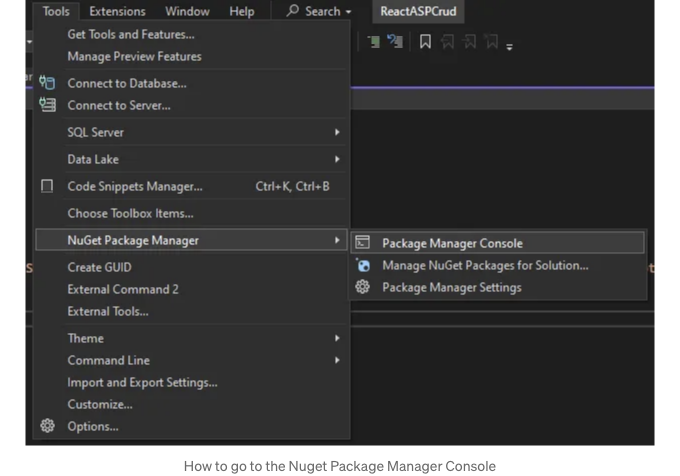 Tools Extensions Window Help Search ReactASPCrud
Get Tools and Features...
Manage Preview Features
Connect to Database...
Connect to Server...
SQL Server
Data Lake
Code Snippets Manager... Ctrl+K, Ctrl+B
Choose Toolbox Items...
NuGet Package Manager
Package Manager Console
Manage NuGet Packages for Solution...
Package Manager Settings
Create GUID
External Command 2
External Tools...
Theme
Command Line
Import and Export Settings...
Customize...
Options...
How to go to the Nuget Package Manager Console